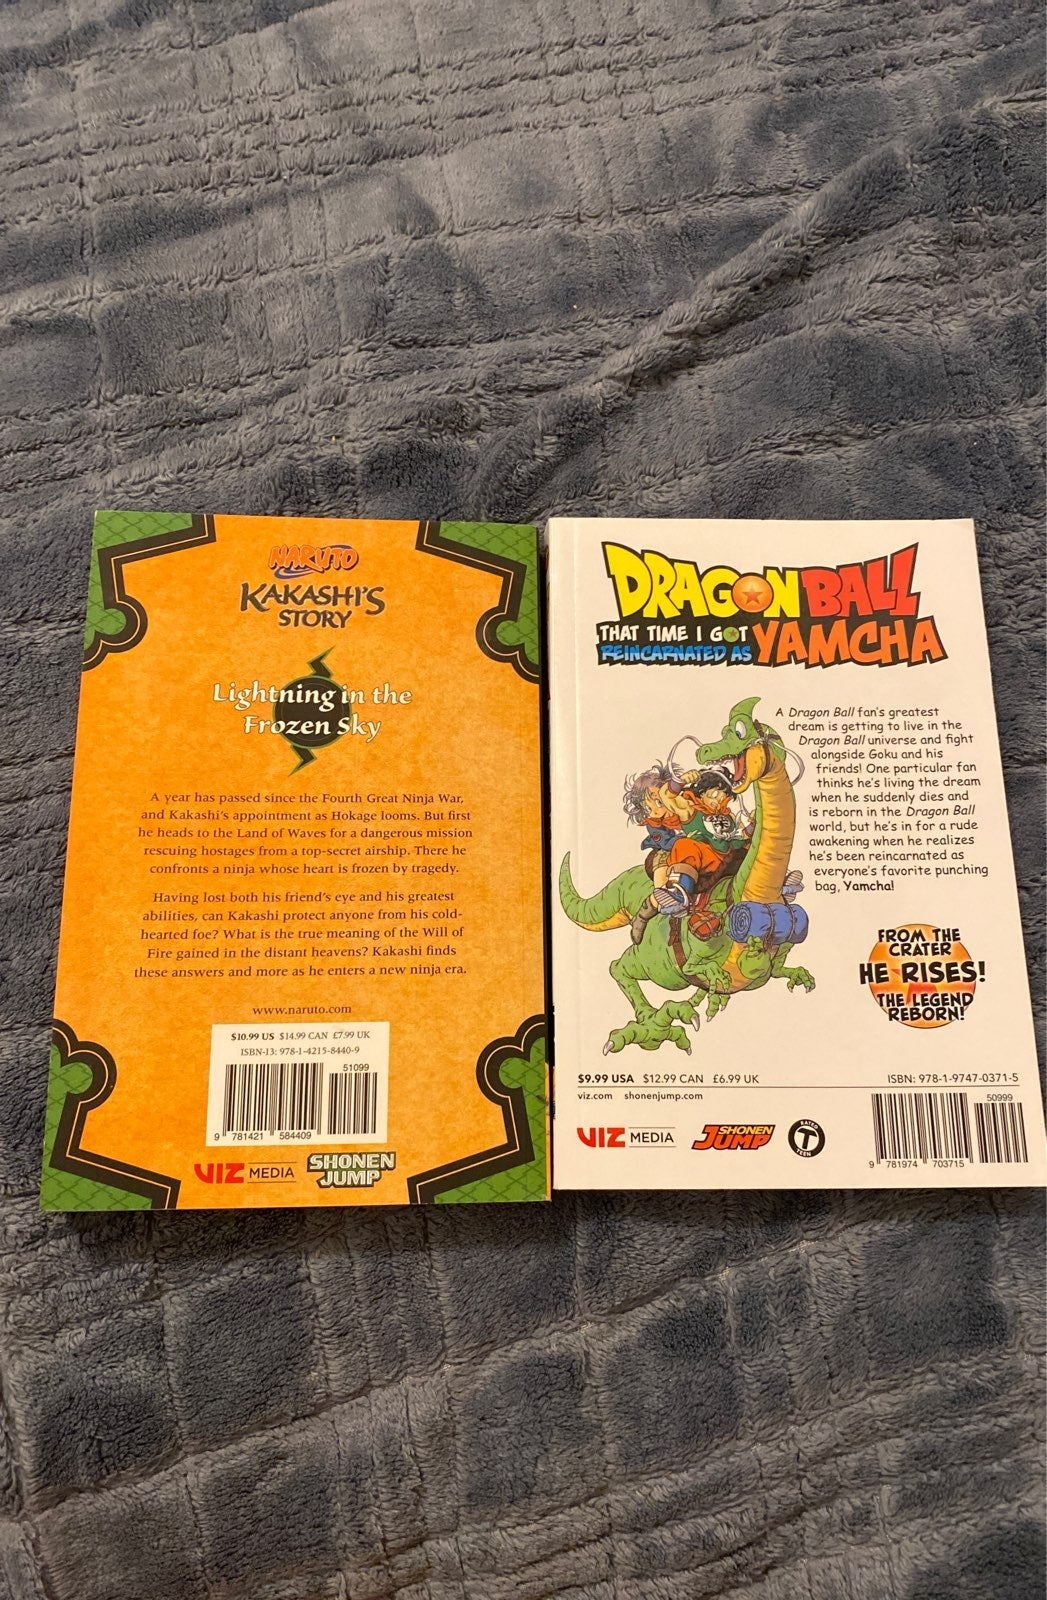 NARUTO
KAKASHI'S
STORY
Lightning in the
Frozen Sky
A year has passed since the Fourth Great Ninja War,
and Kakashi's appointment as Hokage looms. But first
he heads to the Land of Waves for a dangerous mission
rescuing hostages from a top-secret airship. There he
confronts a ninja whose heart is frozen by tragedy.
Having lost both his friend's eye and his greatest
abilities, can Kakashi protect anyone from his cold-
hearted foe? What is the true meaning of the Will of
Fire gained in the distant heavens? Kakashi finds
these answers and more as he enters a new ninja era.
www.naruto.com
$10.99 US $14.99 CAN £7.99 UK
ISBN-13: 978-1-4215-8440-9
51099
9 781421 584409
VIZ MEDIA
SHONEN
JUMP
DRAGON BALL
THAT TIME I GOT
REINCARNATED AS YAMCHA
A Dragon Ball fan's greatest
dream is getting to live in the
Dragon Ball universe and fight
alongside Goku and his
friends! One particular fan
thinks he's living the dream
when he suddenly dies and
is reborn in the Dragon Ball
world, but he's in for a rude
awakening when he realizes
he's been reincarnated as
everyone's favorite punching
bag, Yamcha!
FROM THE
CRATER
HE RISES!
THE LEGEND
REBORN!
$9.99 USA $12.99 CAN £6.99 UK
ISBN: 978-1-9747-0371-5
viz.com shonenjump.com
50999
9 781974 703715
VIZ MEDIA
SHONEN
JUMP
RATED
T
TEEN